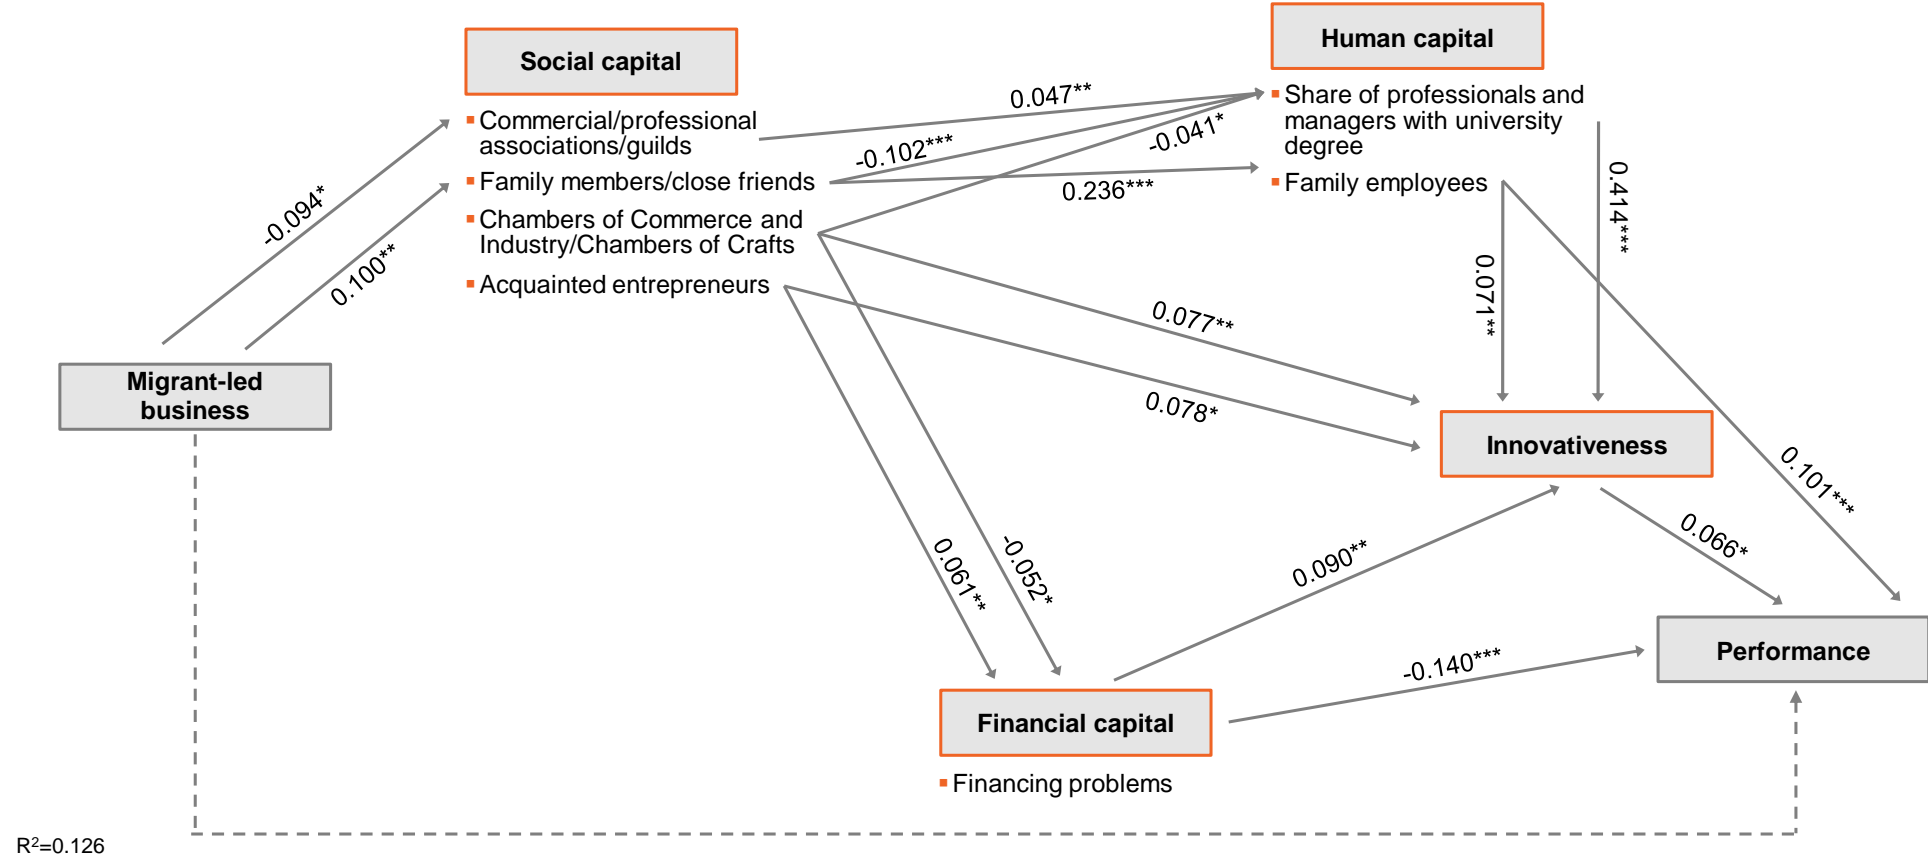 Social capital
Commercial/professional
associations/guilds
Family members/close friends
Chambers of Commerce and
Industry/Chambers of Crafts
Acquainted entrepreneurs
Human capital
Share of professionals and
managers with university
degree
Family employees
0.047**
-0.102***
-0.041*
0.236***
-0.094*
0.100**
0.414***
0.071**
0.077**
0.078*
Migrant-led
business
Innovativeness
0.101***
0.061**
-0.052*
0.090**
0.066*
-0.140***
Performance
Financial capital
Financing problems
R²=0.126